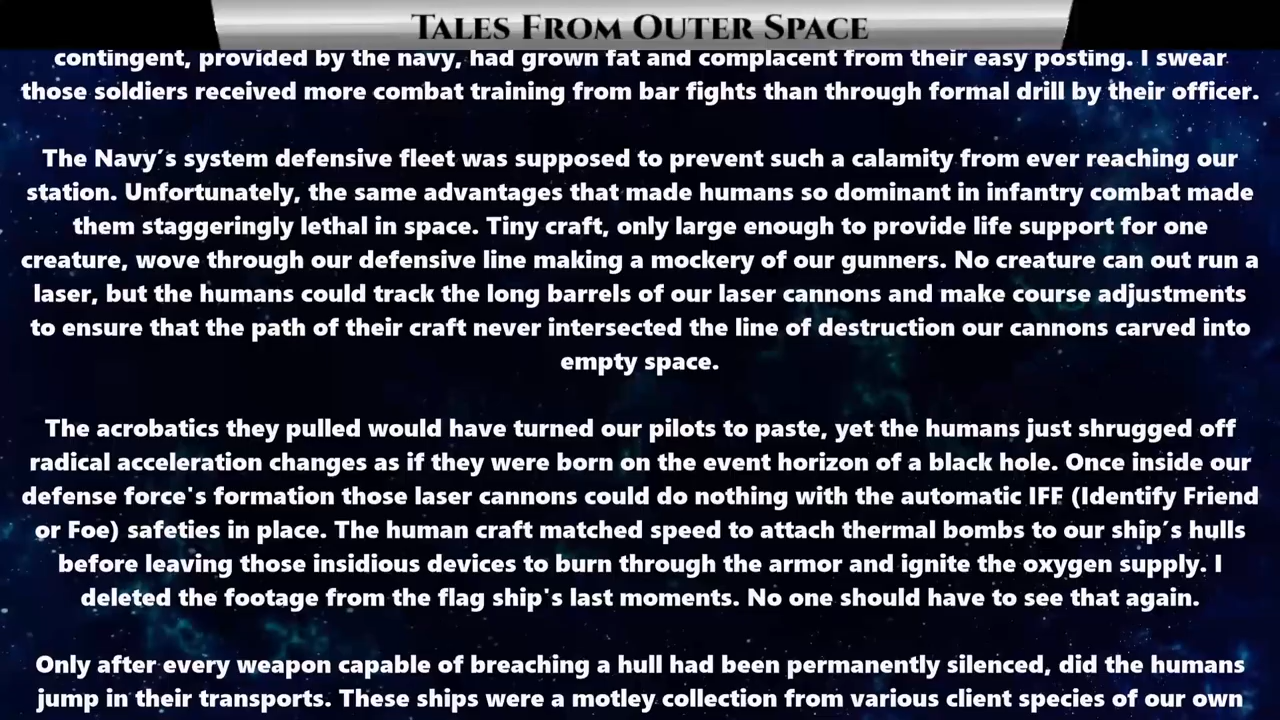 Tales From Outer Space
contingent, provided by the navy, had grown fat and complacent from their easy posting. I swear
those soldiers received more combat training from bar fights than through formal drill by their officer.
The Navy´s system defensive fleet was supposed to prevent such a calamity from ever reaching our
station. Unfortunately, the same advantages that made humans so dominant in infantry combat made
them staggeringly lethal in space. Tiny craft, only large enough to provide life support for one
creature, wove through our defensive line making a mockery of our gunners. No creature can out run a
laser, but the humans could track the long barrels of our laser cannons and make course adjustments
to ensure that the path of their craft never intersected the line of destruction our cannons carved into
empty space.
The acrobatics they pulled would have turned our pilots to paste, yet the humans just shrugged off
radical acceleration changes as if they were born on the event horizon of a black hole. Once inside our
defense force's formation those laser cannons could do nothing with the automatic IFF (Identify Friend
or Foe) safeties in place. The human craft matched speed to attach thermal bombs to our ship´s hulls
before leaving those insidious devices to burn through the armor and ignite the oxygen supply. I
deleted the footage from the flag ship's last moments. No one should have to see that again.
Only after every weapon capable of breaching a hull had been permanently silenced, did the humans
jump in their transports. These ships were a motley collection from various client species of our own